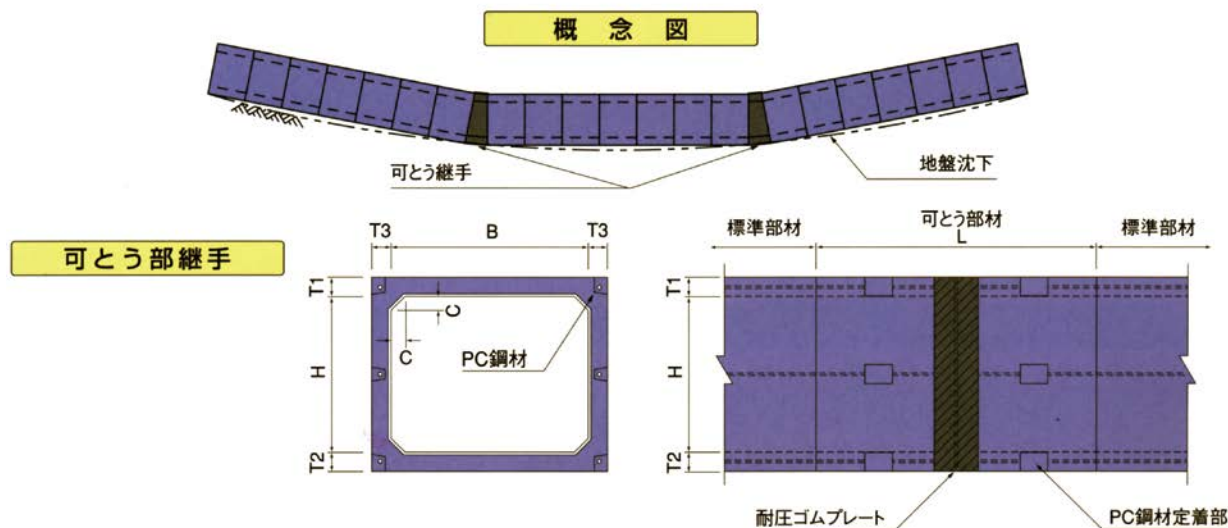 概念図
可とう継手
地盤沈下
可とう部継手
T3 B T3
T1
C
C
H
PC鋼材
T2
標準部材 可とう部材 標準部材
L
T1
H
T2
耐圧ゴムプレート PC鋼材定着部